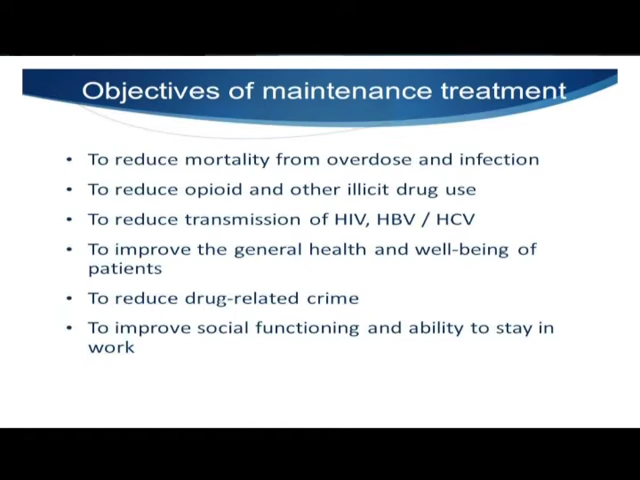 Objectives of maintenance treatment
• To reduce mortality from overdose and infection
• To reduce opioid and other illicit drug use
• To reduce transmission of HIV, HBV / HCV
• To improve the general health and well-being of
patients
• To reduce drug-related crime
• To improve social functioning and ability to stay in
work